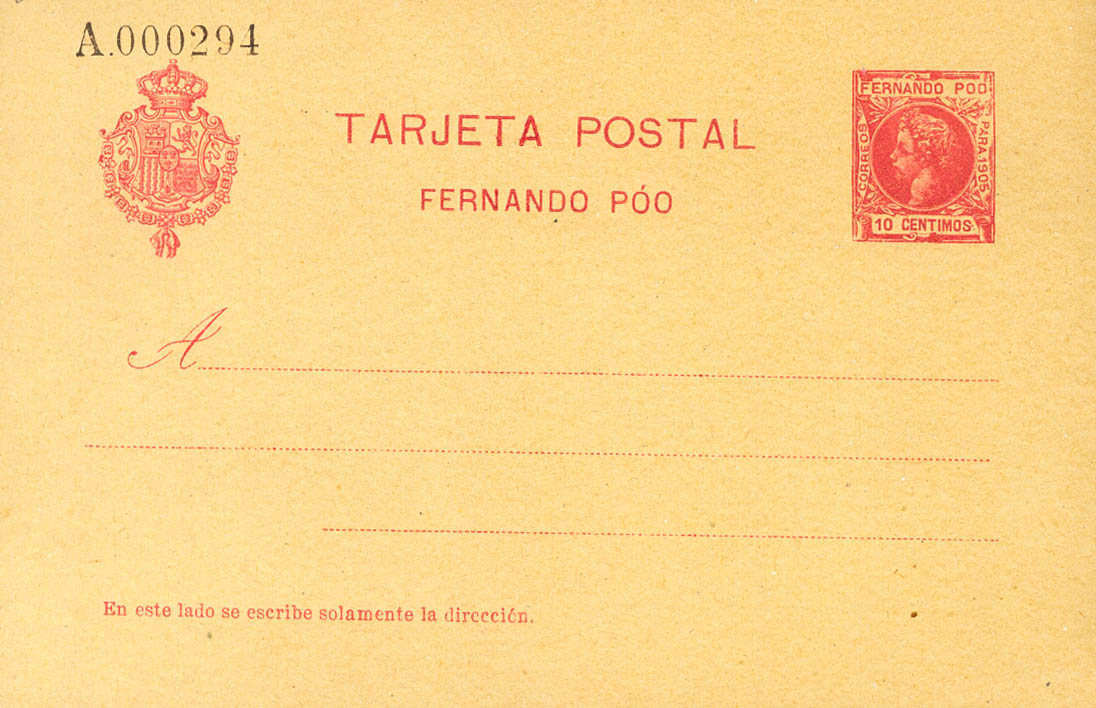 A.000294
TARJETA POSTAL
FERNANDO PÓO
FERNANDO POO
CORREOS
PARA 1905
10 CENTIMOS
A
En este lado se escribe solamente la dirección.